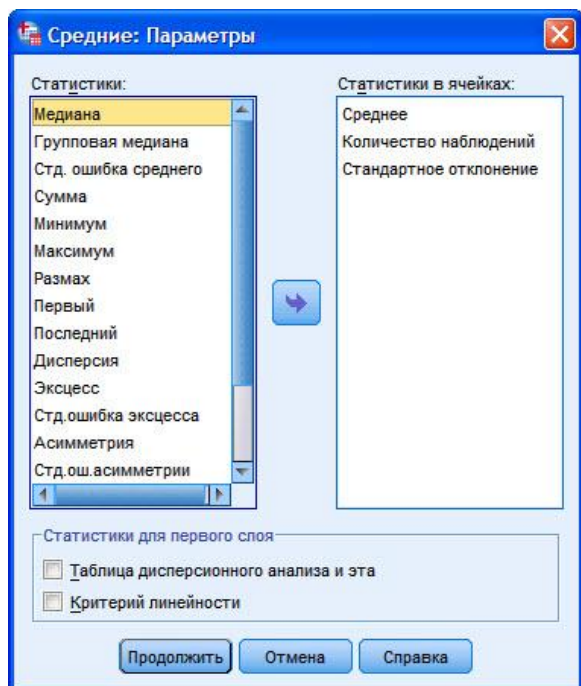 Средние: Параметры
Статистики:
Медиана
Групповая медиана
Стд. ошибка среднего
Сумма
Минимум
Максимум
Размах
Первый
Последний
Дисперсия
Эксцесс
Стд.ошибка эксцесса
Асимметрия
Стд.ош.асимметрии
Статистики в ячейках:
Среднее
Количество наблюдений
Стандартное отклонение
Статистики для первого слоя
Таблица дисперсионного анализа и эта
Критерий линейности
Продолжить
Отмена
Справка